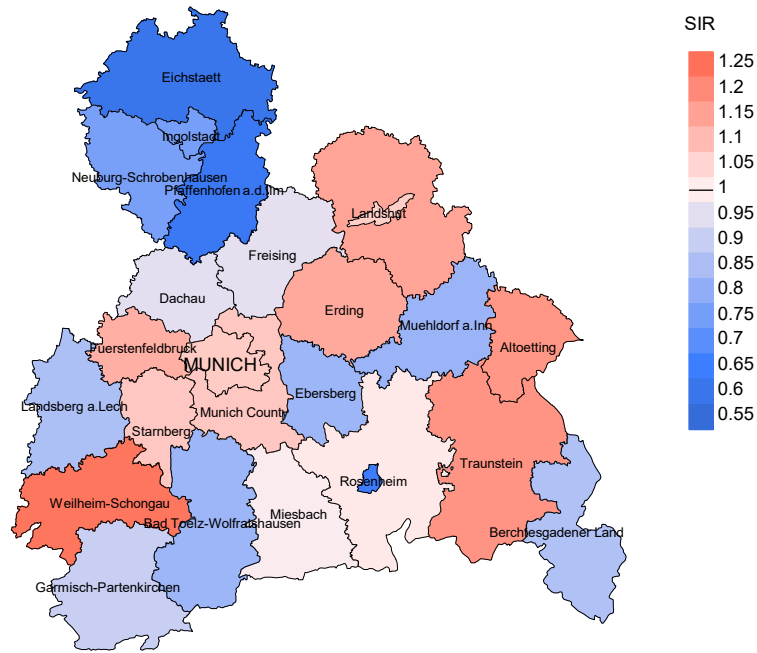 SIR
1.25
1.2
1.15
1.1
1.05
1
0.95
0.9
0.85
0.8
0.75
0.7
0.65
0.6
0.55
Eichstaett
Ingolstadt
Neuburg-Schrobenhausen
Pfaffenhofen a.d.Ilm
Landshut
Freising
Dachau
Erding
Muehldorf a.Inn
Fuerstenfeldbruck
Altoetting
MUNICH
Ebersberg
Landsberg a.Lech
Munich County
Starnberg
Traunstein
Rosenheim
Weilheim-Schongau
Miesbach
Bad Toelz-Wolfratshausen
Berchtesgadener Land
Garmisch-Partenkirchen